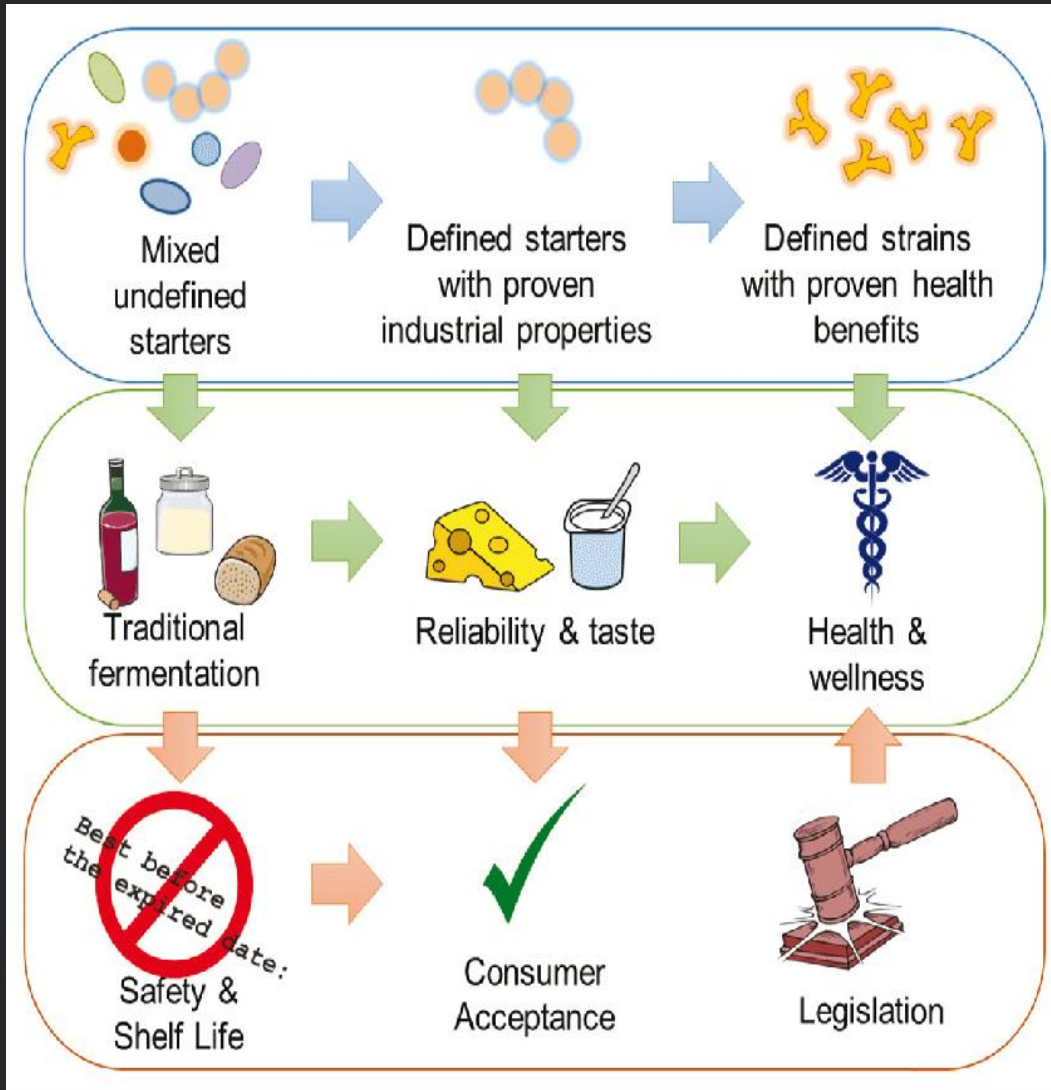 Mixed
undefined
starters
Defined starters
with proven
industrial properties
Defined strains
with proven health
benefits
Traditional
fermentation
Reliability & taste
Health &
wellness
Best before
the expired date:
Safety &
Shelf Life
Consumer
Acceptance
Legislation